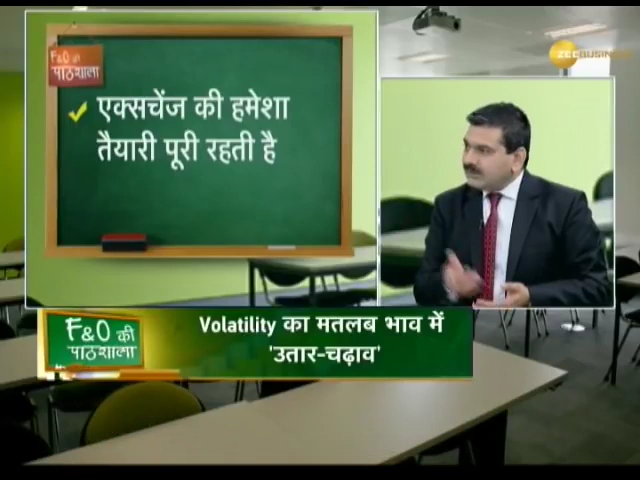 ZEE BUSINESS
F&O की
पाठशाला
एक्सचेंज की हमेशा
तैयारी पूरी रहती है
F&O की
पाठशाला
Volatility का मतलब भाव में
'उतार-चढ़ाव'